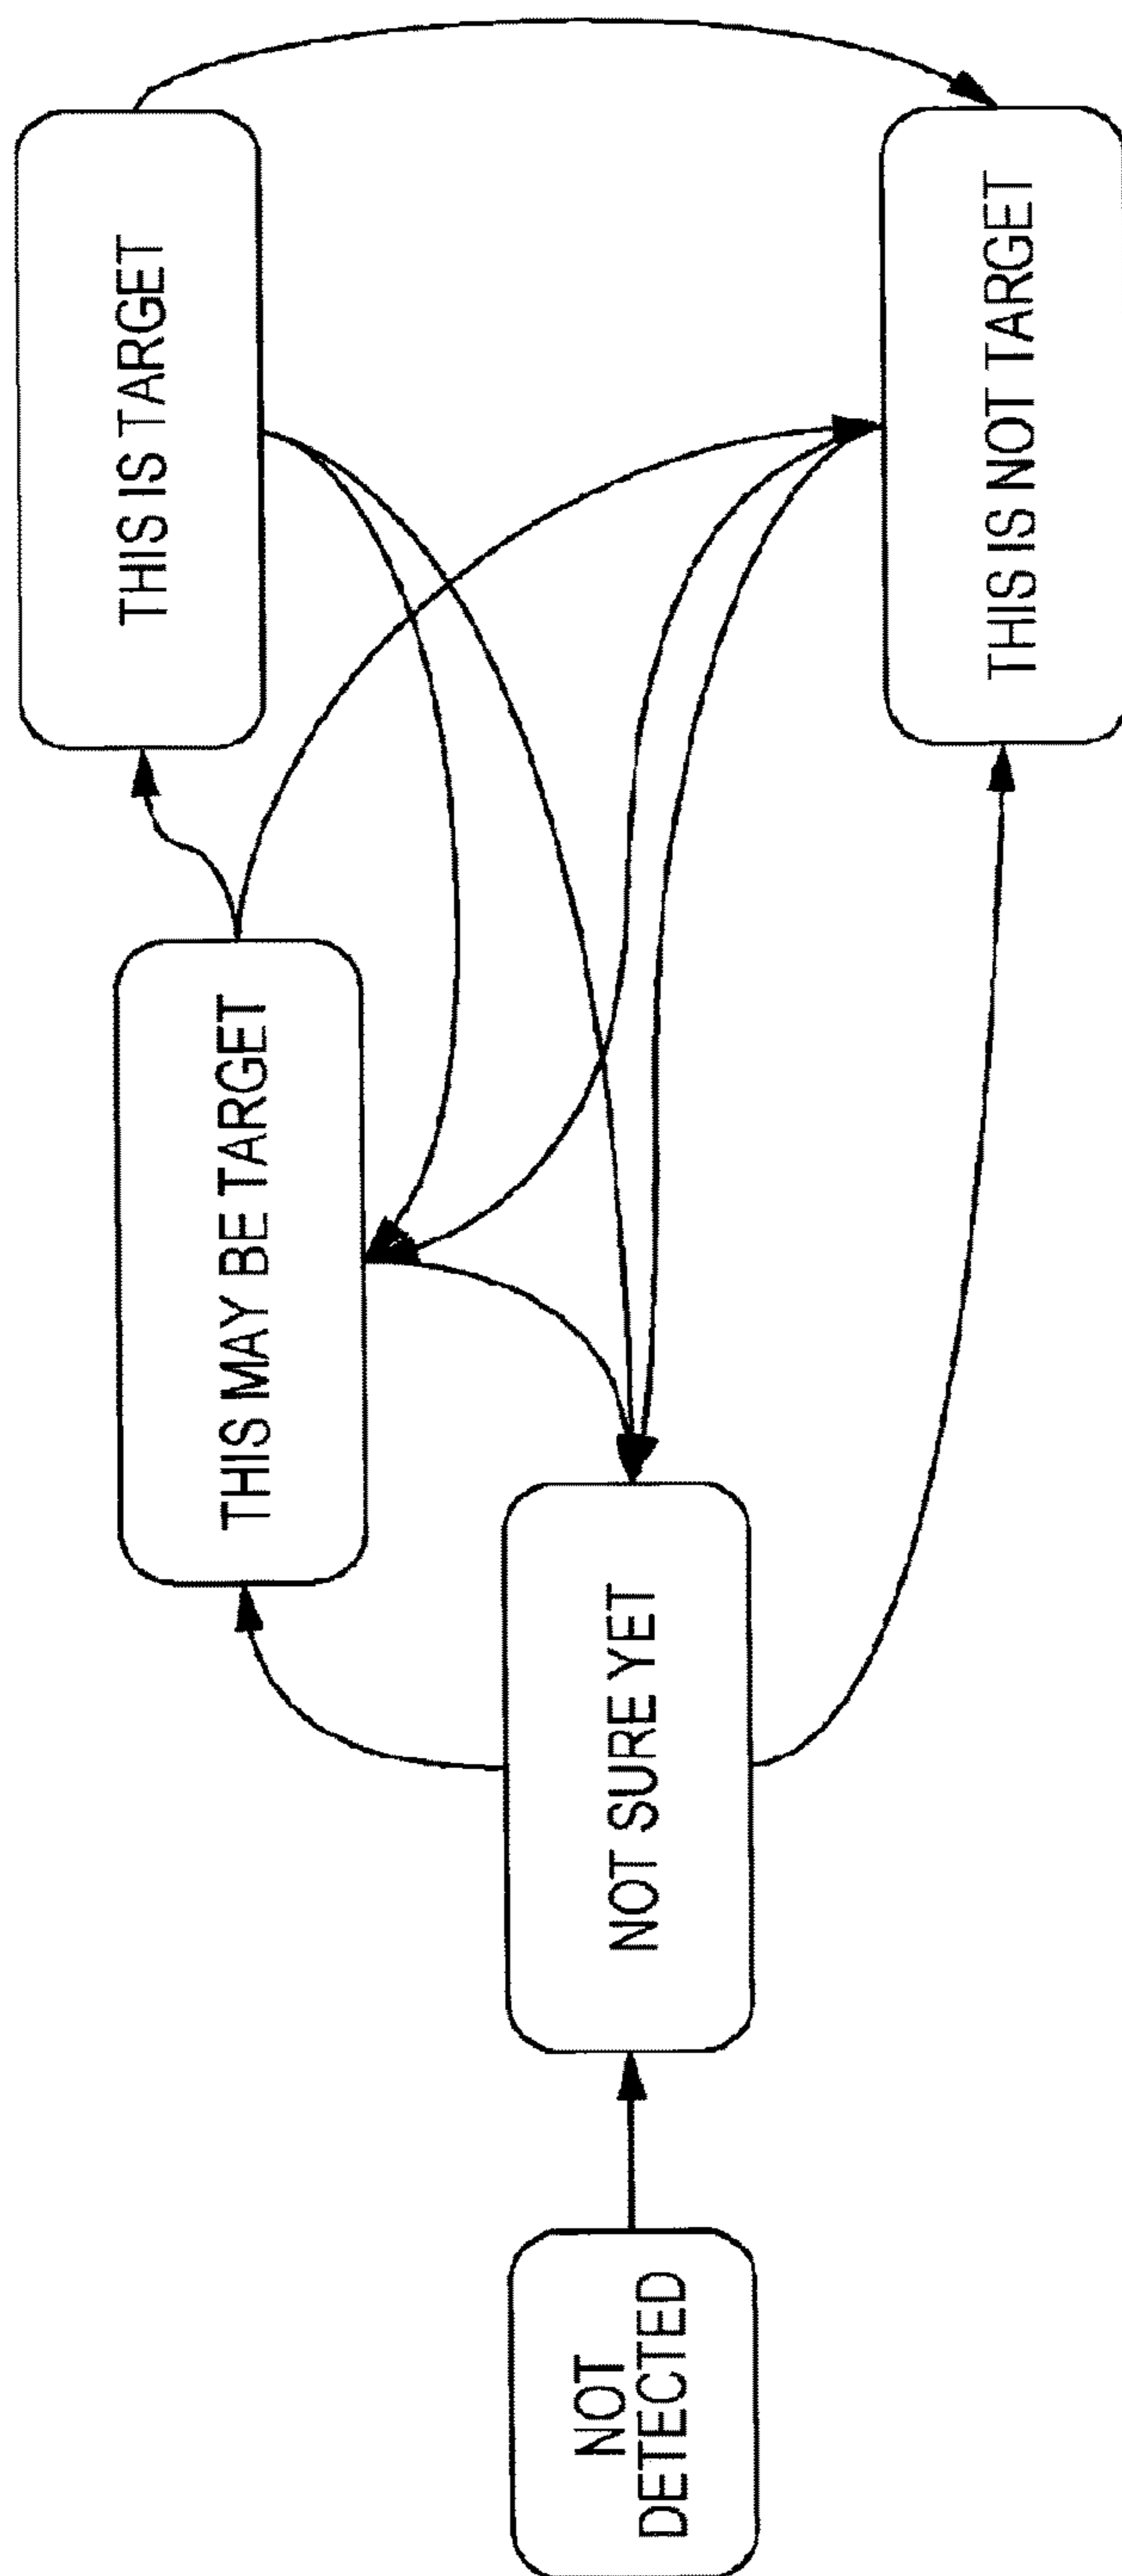 NOT
DETECTED
NOT SURE YET
THIS MAY BE TARGET
THIS IS TARGET
THIS IS NOT TARGET